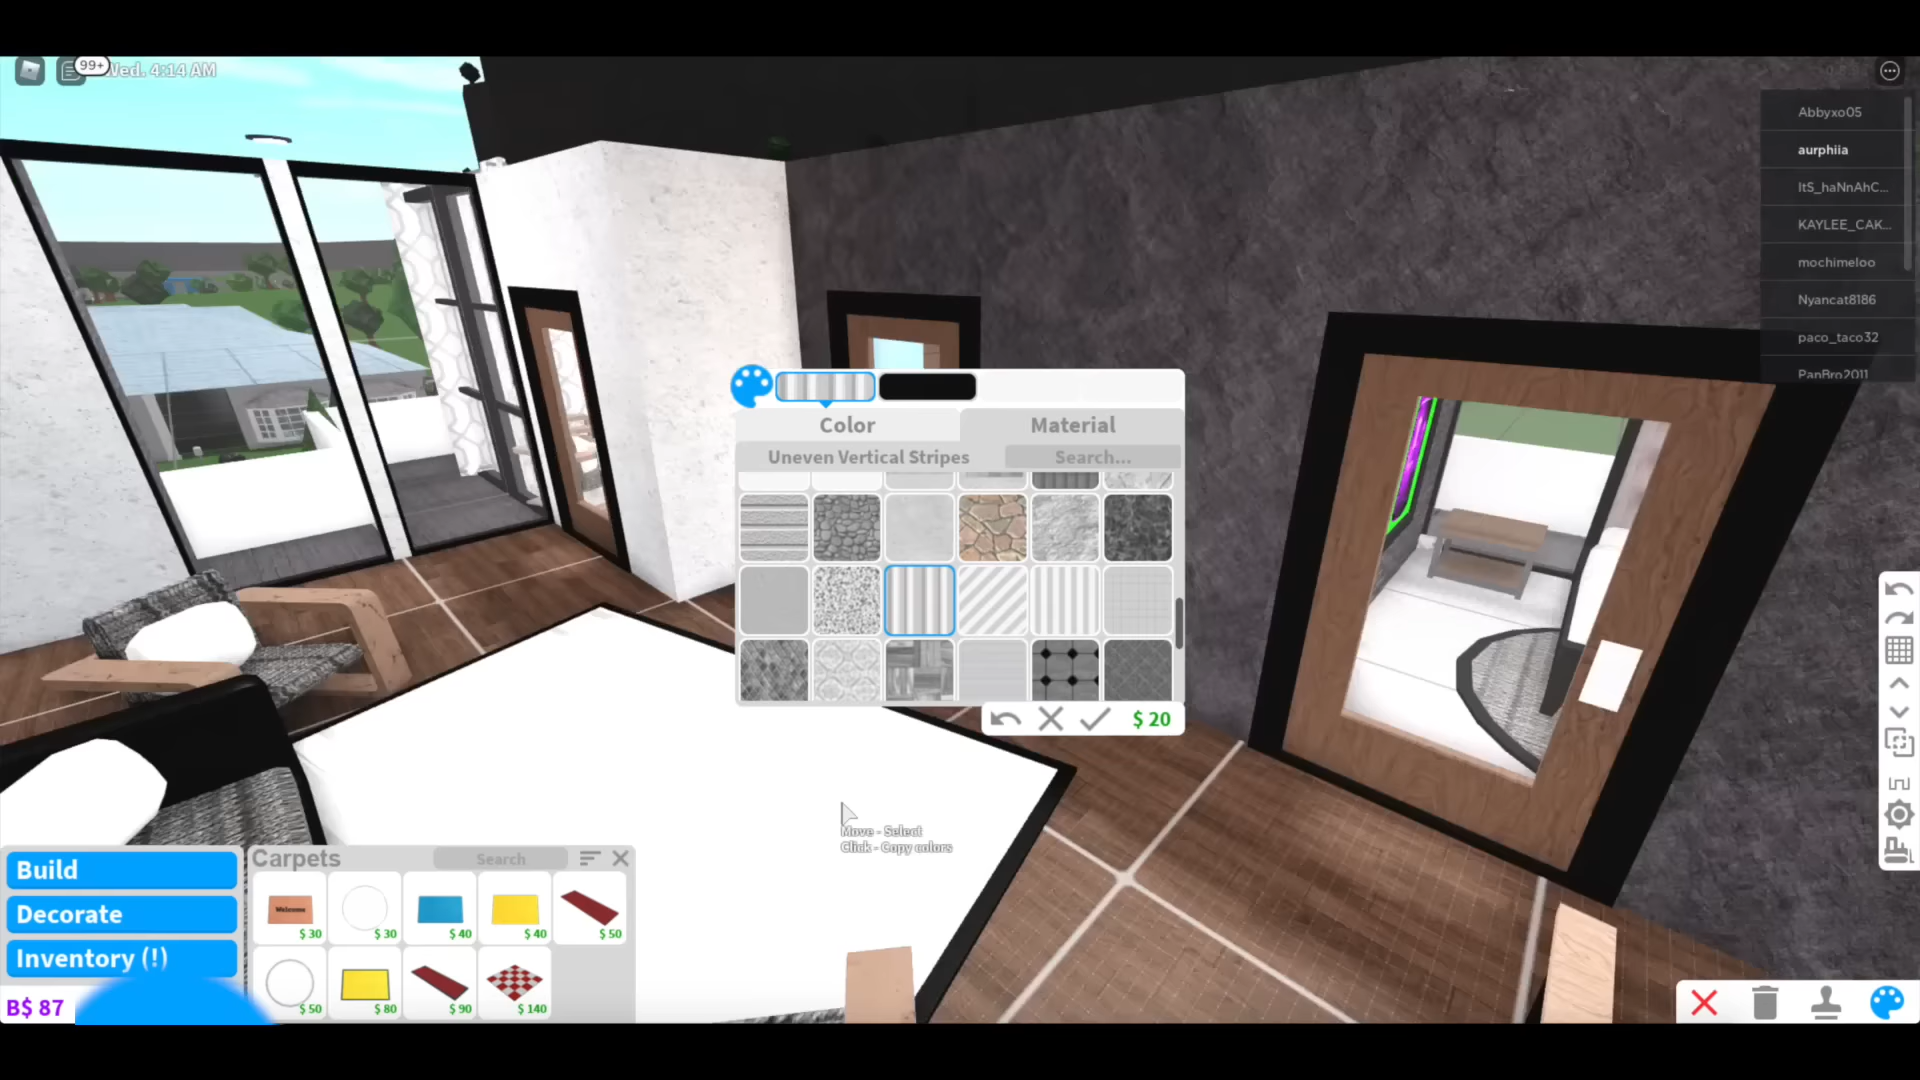 99+
Wed. 4:14 AM
Abbyxo05
aurphiia
ItS_haNnAhC...
KAYLEE_CAK...
mochimeloo
Nyancat8186
paco_taco32
PanBro2011
Color
Material
Uneven Vertical Stripes
Search...
$ 20
Move - Select
Click - Copy colors
Build
Decorate
Inventory (!)
B$ 87
Carpets
Search
Welcome
$ 30
$ 30
$ 40
$ 40
$ 50
$ 50
$ 80
$ 90
$ 140